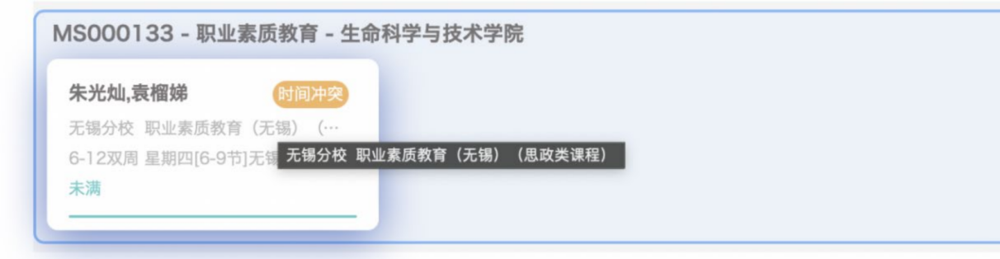 MS000133 - 职业素质教育 - 生命科学与技术学院
朱光灿,袁榴娣 时间冲突
无锡分校 职业素质教育（无锡）（…
6-12双周 星期四[6-9节]无锡
无锡分校 职业素质教育（无锡）（思政类课程）
未满